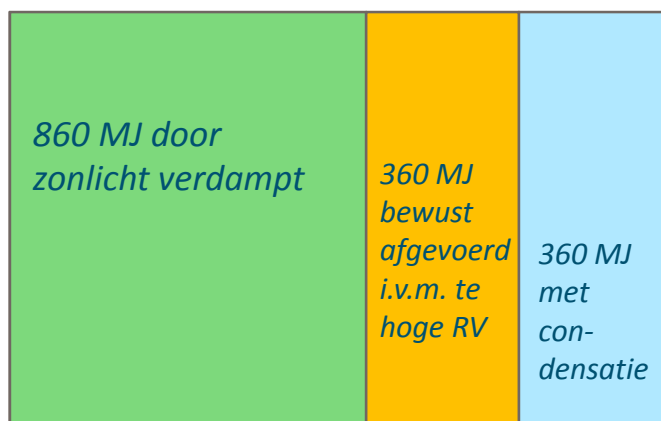 860 MJ door
zonlicht verdampt
360 MJ
bewust
afgevoerd
i.v.m. te
hoge RV
360 MJ
met
con-
densatie